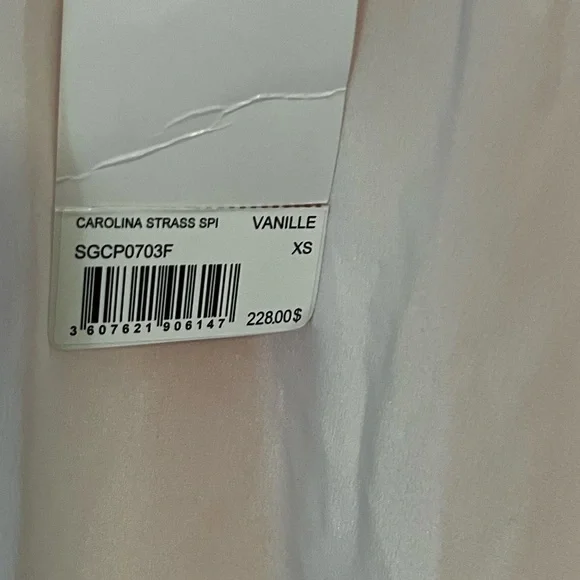 CAROLINA STRASS SPI VANILLE
SGCP0703F XS
3 607621 906147 228.00$